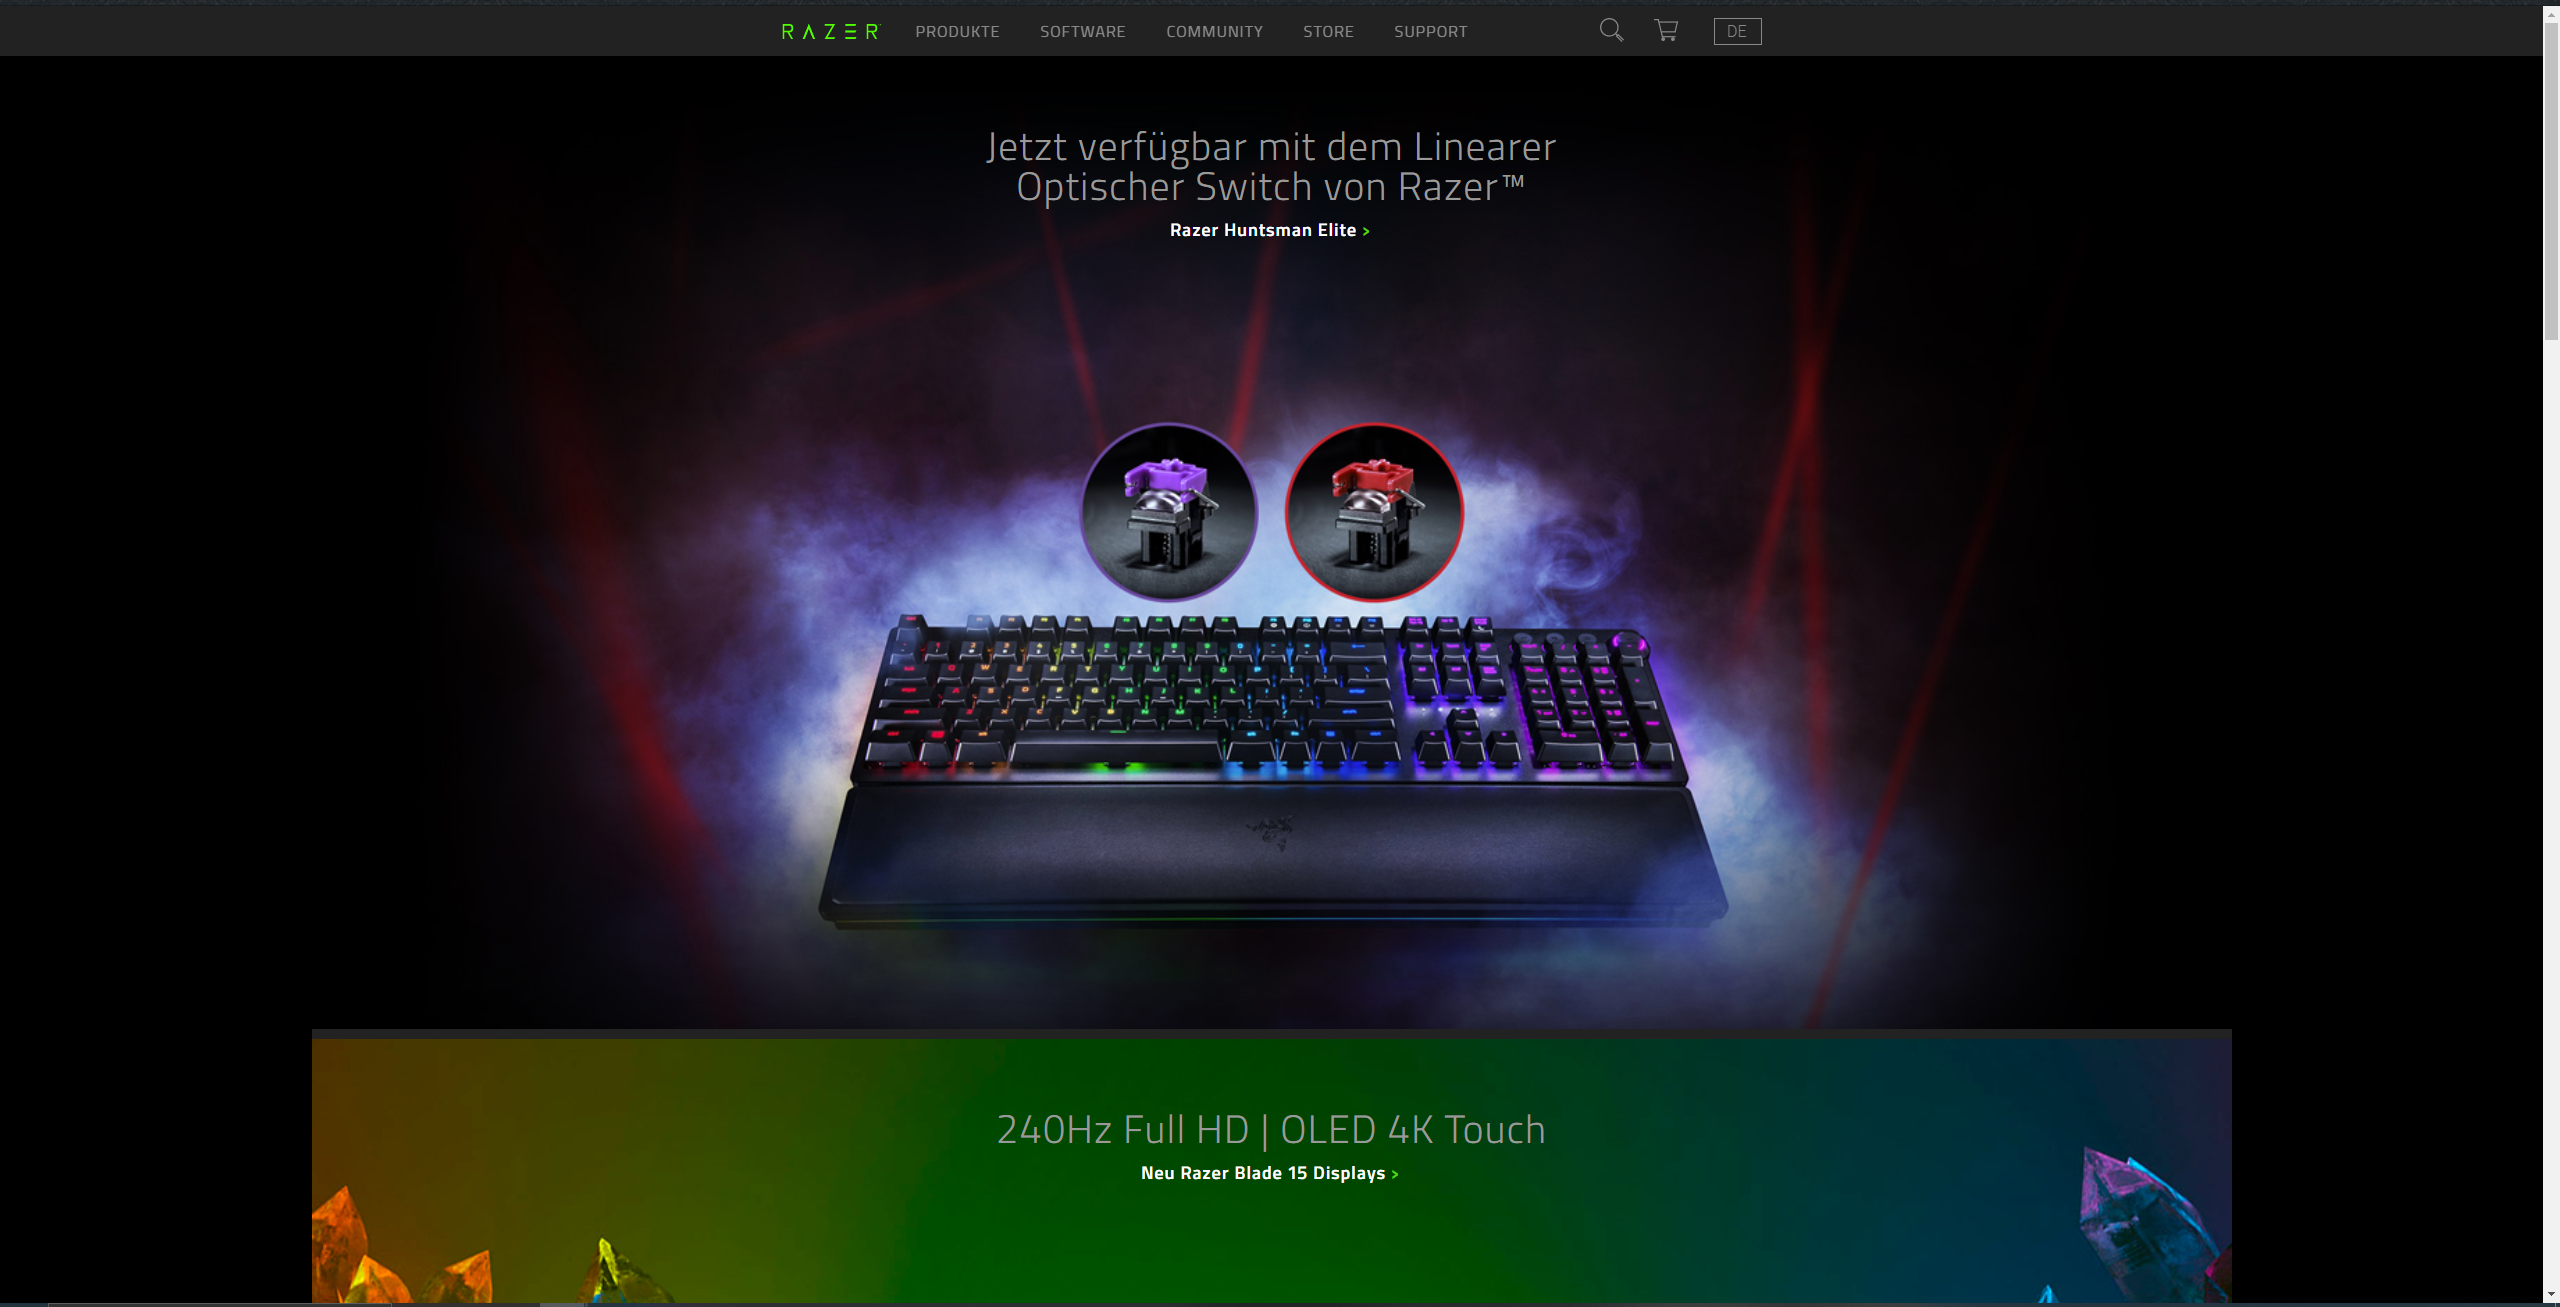 RAZER
PRODUKTE SOFTWARE COMMUNITY STORE SUPPORT DE
Jetzt verfügbar mit dem Linearer
Optischer Switch von Razer™
Razer Huntsman Elite >
240Hz Full HD | OLED 4K Touch
Neu Razer Blade 15 Displays >